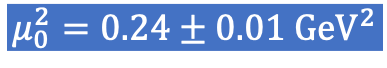 μ₀² = 0.24 ± 0.01 GeV²